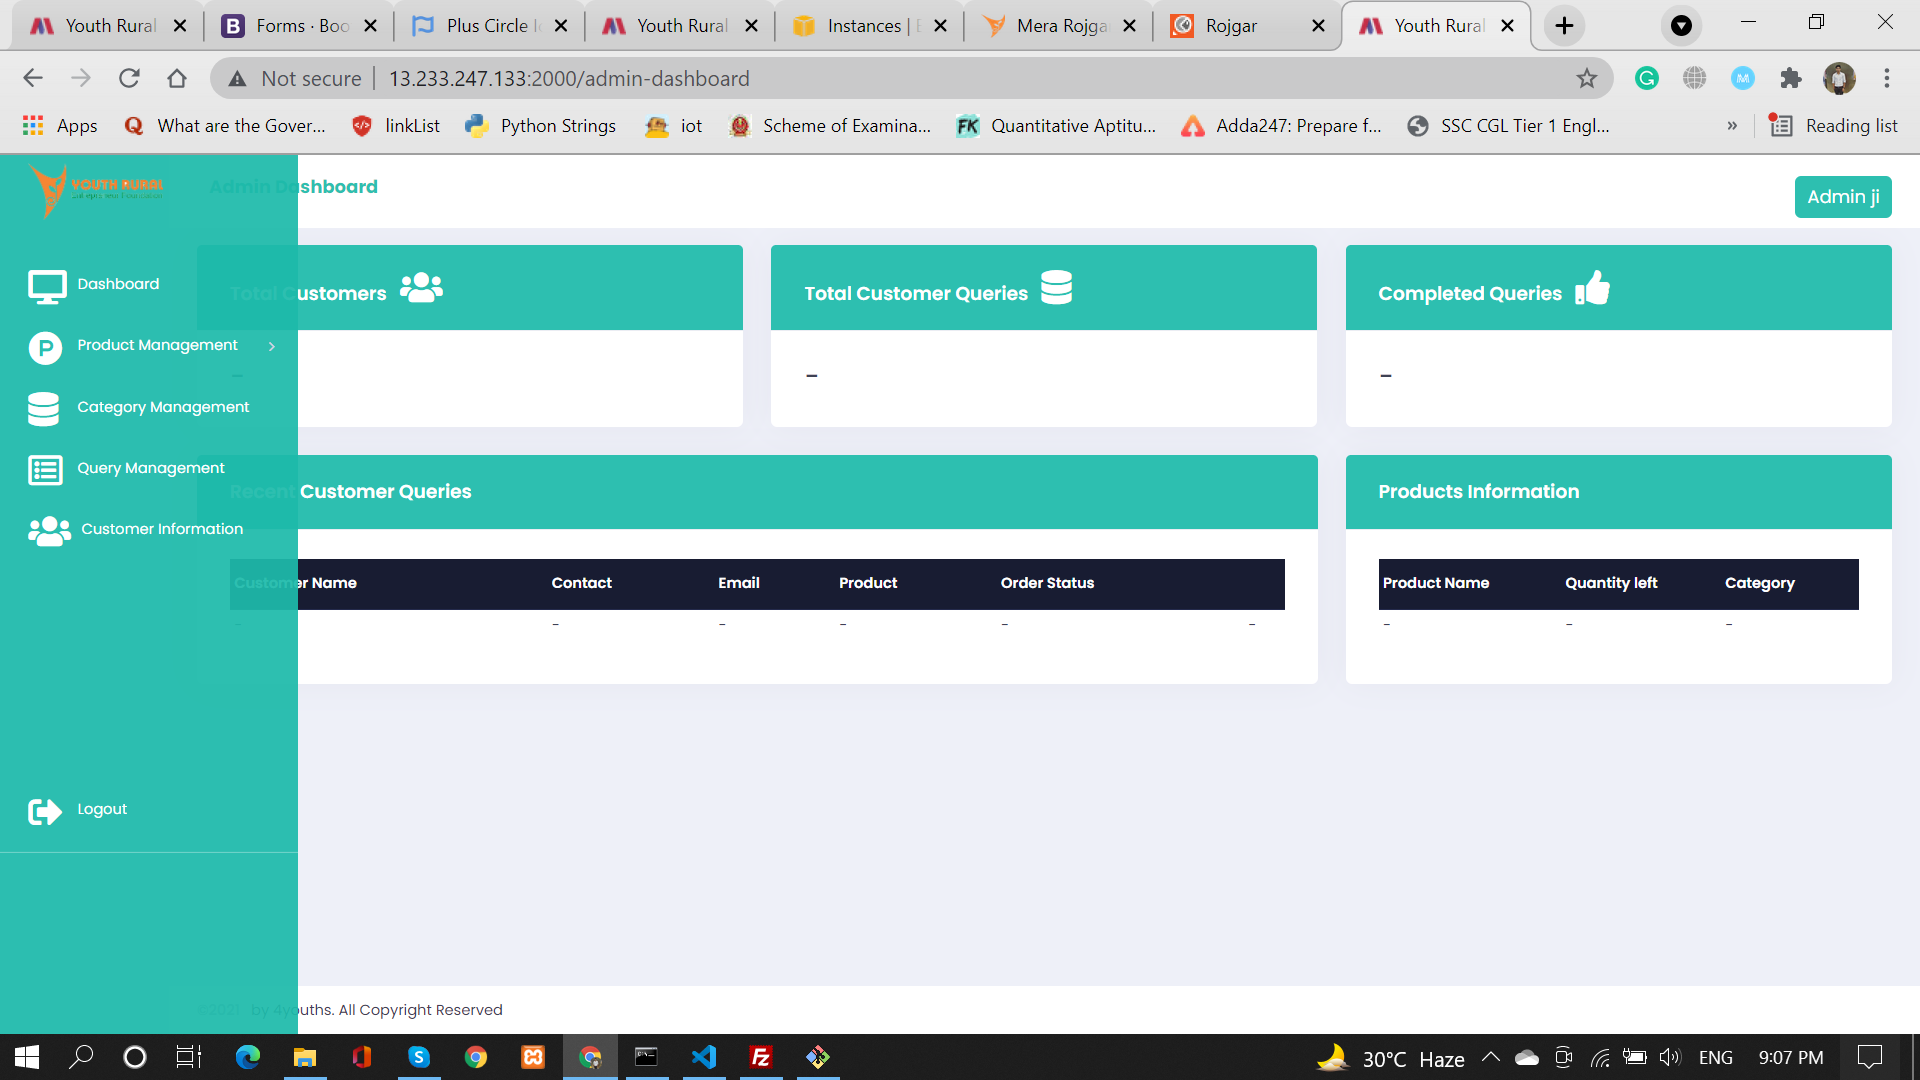 Youth Rural
Forms · Boo
Plus Circle I
Youth Rural
Instances |
Mera Rojga
Rojgar
Youth Rural
Not secure 13.233.247.133:2000/admin-dashboard
Apps
What are the Gover...
linkList
Python Strings
iot
Scheme of Examina...
FK
Quantitative Aptitu...
Adda247: Prepare f...
SSC CGL Tier 1 Engl...
»
Reading list
YOUTH RURAL
Admin Dashboard
Admin ji
Dashboard
Product Management
Category Management
Query Management
Customer Information
Logout
Total Customers
-
Total Customer Queries
-
Completed Queries
-
Recent Customer Queries
Customer Name Contact Email Product Order Status
- - - - - -
Products Information
Product Name Quantity left Category
- - -
©2021 by 4youths. All Copyright Reserved
30°C Haze
ENG
9:07 PM